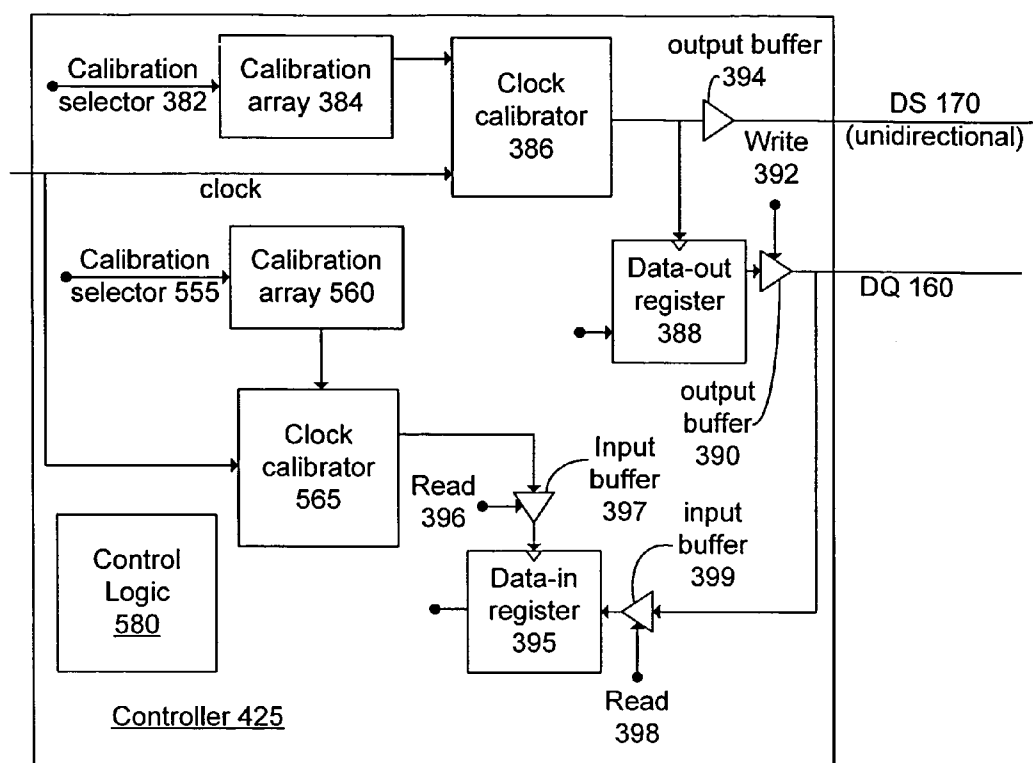 output buffer
394
Calibration
selector 382
Calibration
array 384
Clock
calibrator
386
DS 170
(unidirectional)
Write
392
clock
Calibration
selector 555
Calibration
array 560
Data-out
register
388
DQ 160
output
buffer
390
Clock
calibrator
565
Input
buffer
397
Read
396
input
buffer
399
Control
Logic
580
Data-in
register
395
Read
398
Controller 425